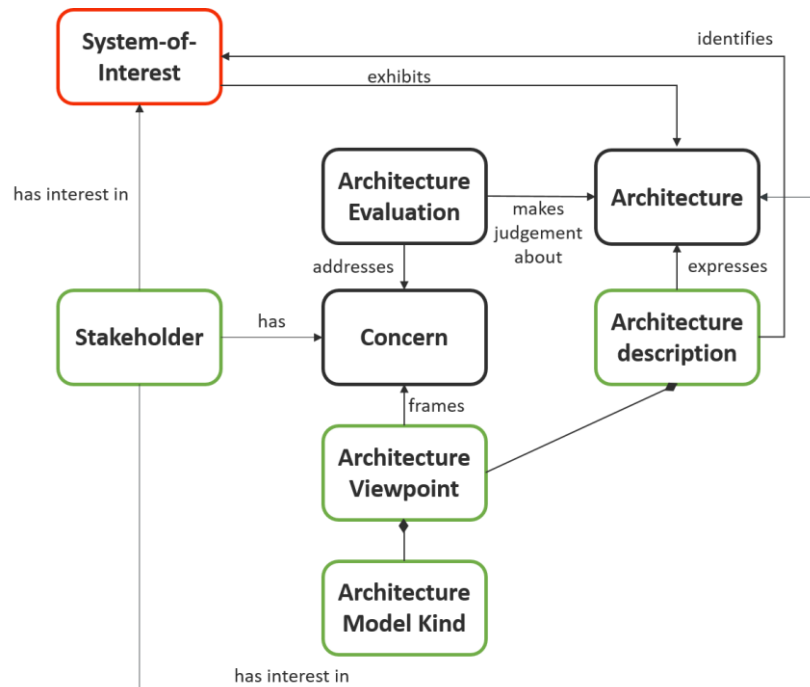 System-of-
Interest
identifies
exhibits
has interest in
Architecture
Evaluation
makes
judgement
about
Architecture
addresses
expresses
Stakeholder
has
Concern
Architecture
description
frames
Architecture
Viewpoint
Architecture
Model Kind
has interest in